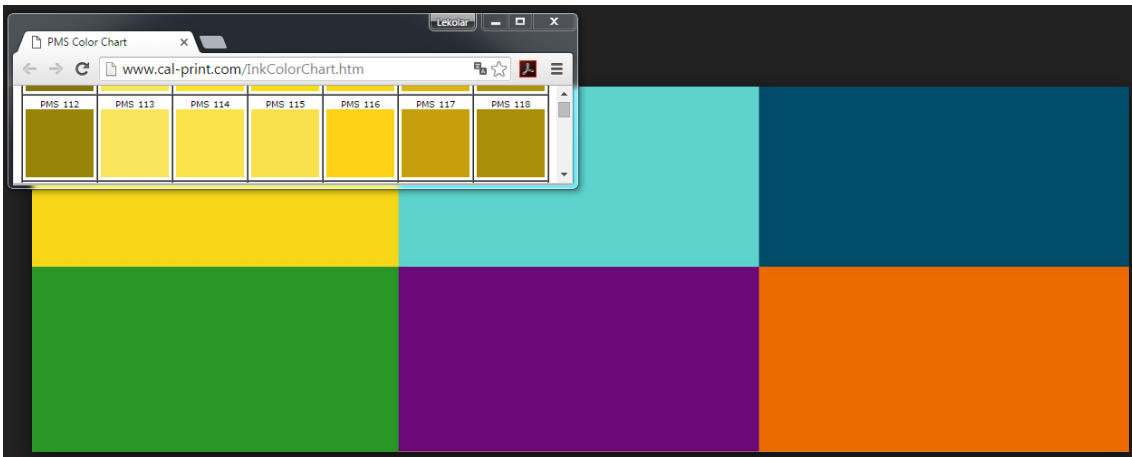 Lekolar
PMS Color Chart
www.cal-print.com/InkColorChart.htm
PMS 112 PMS 113 PMS 114 PMS 115 PMS 116 PMS 117 PMS 118